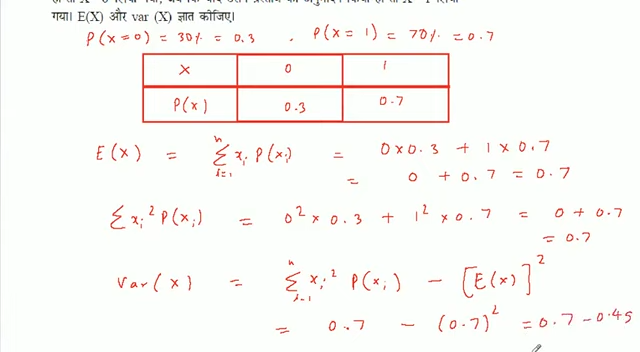 गया। E(X) और var (X) ज्ञात कीजिए।
P(x=0) = 30% = 0.3 , P(x=1) = 70% = 0.7
X 0 1
P(x) 0.3 0.7
E(X) = n∑i=1 xi P(xi) = 0×0.3 + 1×0.7
= 0 + 0.7 = 0.7
∑ xi² P(xi) = 0² × 0.3 + 1² × 0.7 = 0 + 0.7
= 0.7
Var(X) = n∑i=1 xi² P(xi) – [E(x)]²
= 0.7 – (0.7)² = 0.7 – 0.49